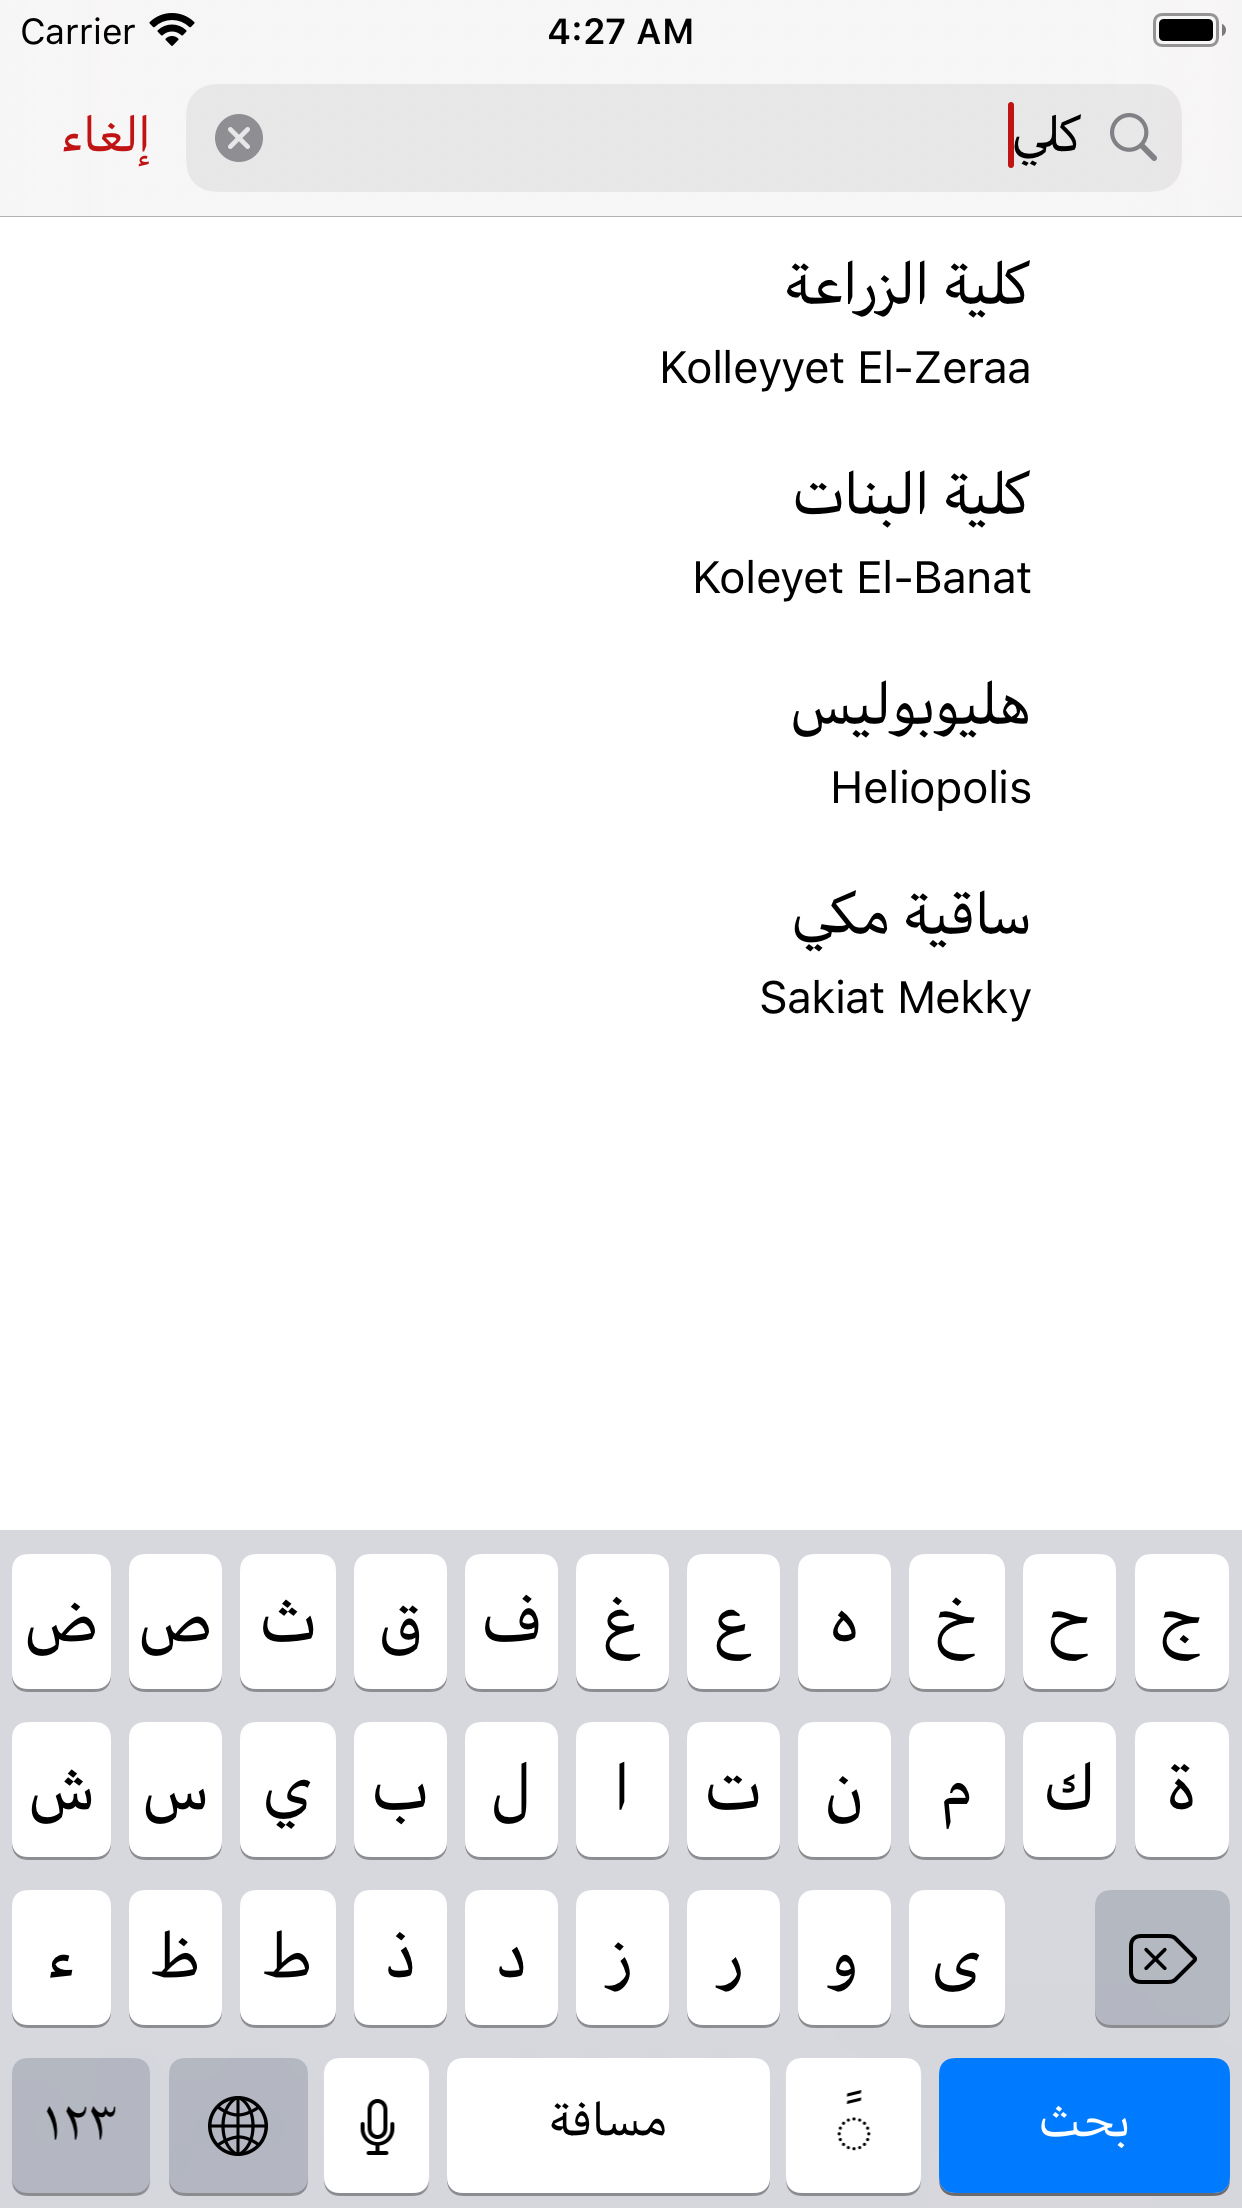 Carrier 4:27 AM
كلي إلغاء
كلية الزراعة
Kolleyyet El-Zeraa
كلية البنات
Koleyet El-Banat
هليوبوليس
Heliopolis
ساقية مكي
Sakiat Mekky
ض ص ث ق ف غ ع ه خ ح ج
ش س ي ب ل ا ت ن م ك ة
ء ظ ط ذ د ز ر و ى
١٢٣ مسافة بحث